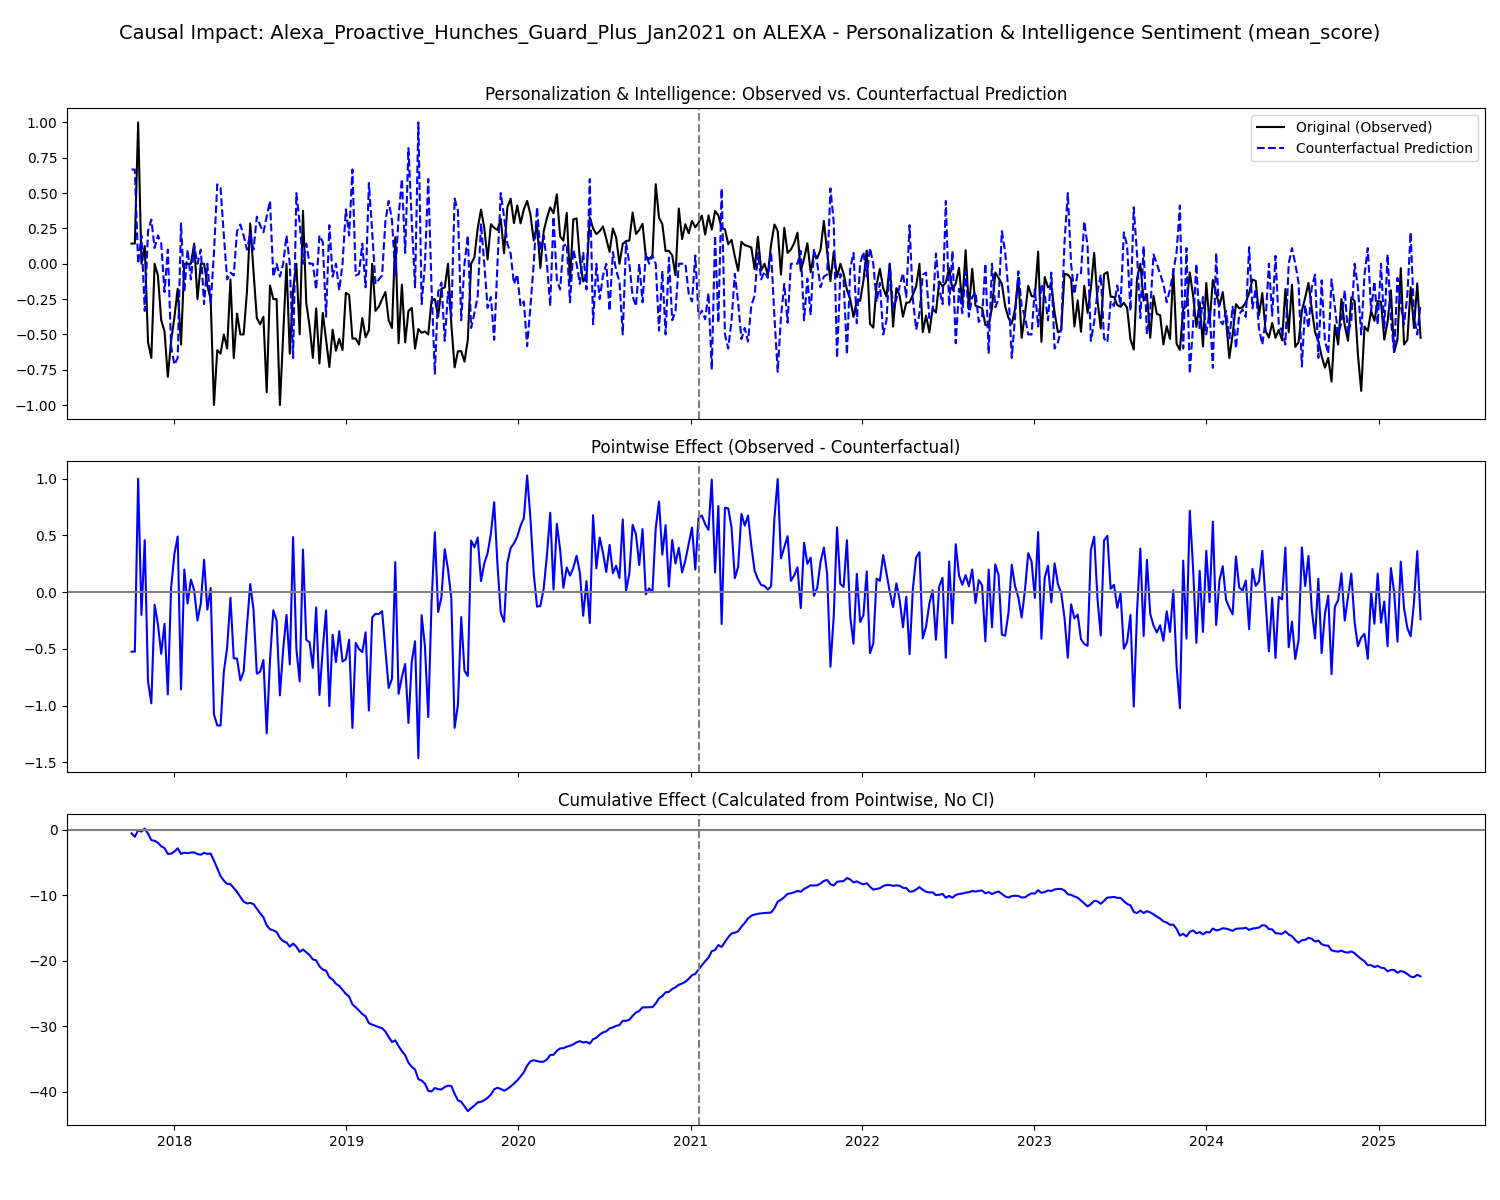 Causal Impact: Alexa_Proactive_Hunches_Guard_Plus_Jan2021 on ALEXA - Personalization & Intelligence Sentiment (mean_score)
Personalization & Intelligence: Observed vs. Counterfactual Prediction
Original (Observed)
Counterfactual Prediction
1.00
0.75
0.50
0.25
0.00
−0.25
−0.50
−0.75
−1.00
Pointwise Effect (Observed - Counterfactual)
1.0
0.5
0.0
−0.5
−1.0
−1.5
Cumulative Effect (Calculated from Pointwise, No CI)
0
−10
−20
−30
−40
2018 2019 2020 2021 2022 2023 2024 2025